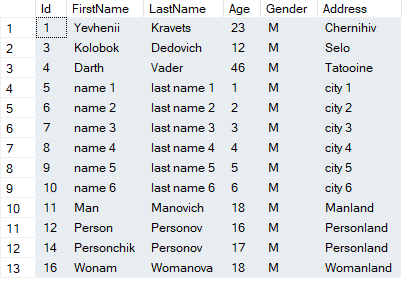 Id FirstName LastName Age Gender Address
1 1 Yevhenii Kravets 23 M Chernihiv
2 3 Kolobok Dedovich 12 M Selo
3 4 Darth Vader 46 M Tatooine
4 5 name 1 last name 1 1 M city 1
5 6 name 2 last name 2 2 M city 2
6 7 name 3 last name 3 3 M city 3
7 8 name 4 last name 4 4 M city 4
8 9 name 5 last name 5 5 M city 5
9 10 name 6 last name 6 6 M city 6
10 11 Man Manovich 18 M Manland
11 12 Person Personov 16 M Personland
12 14 Personchik Personov 17 M Personland
13 16 Wonam Womanova 18 M Womanland